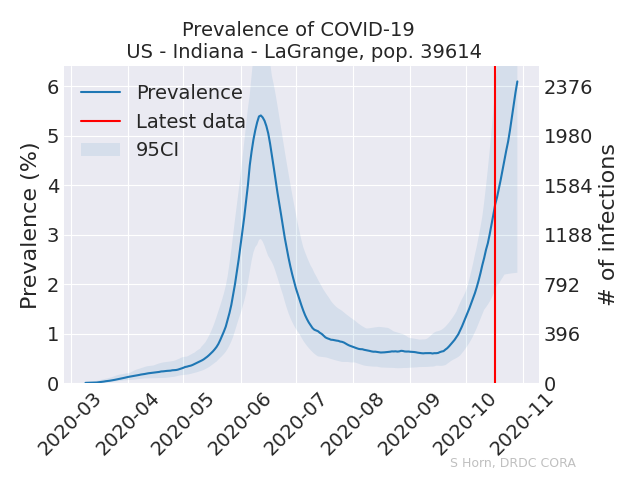 Prevalence of COVID-19
US - Indiana - LaGrange, pop. 39614
Prevalence
Latest data
95CI
Prevalence (%)
6
5
4
3
2
1
0
2376
1980
1584
1188
792
396
0
# of infections
2020-03
2020-04
2020-05
2020-06
2020-07
2020-08
2020-09
2020-10
2020-11
S Horn, DRDC CORA